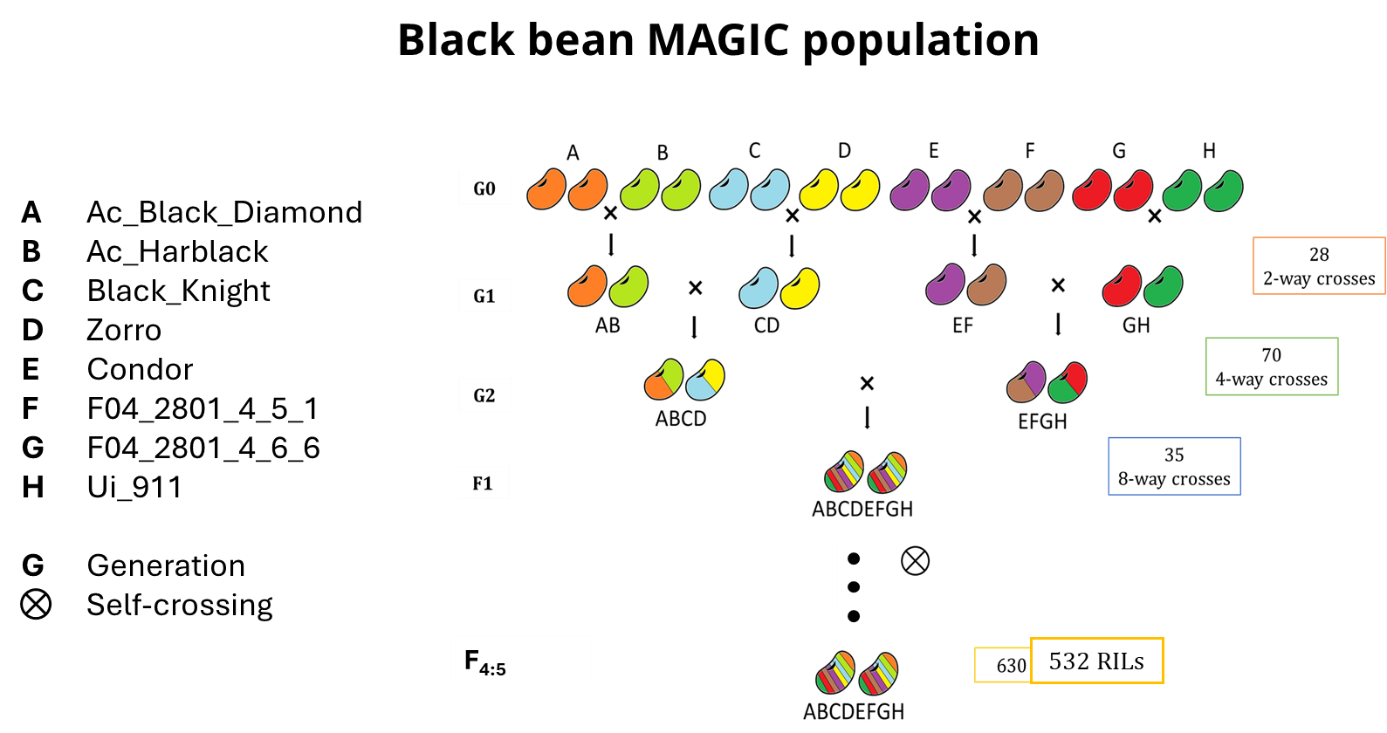 Black bean MAGIC population
A B C D E F G H
G0
× × × ×
A Ac_Black_Diamond
B Ac_Harblack
C Black_Knight
D Zorro
E Condor
F F04_2801_4_5_1
G F04_2801_4_6_6
H Ui_911
G Generation
⊗ Self-crossing
28
2-way crosses
G1
× ×
AB CD EF GH
70
4-way crosses
G2
×
ABCD EFGH
35
8-way crosses
F1
ABCDEFGH
⊗
F4:5
630
532 RILs
ABCDEFGH